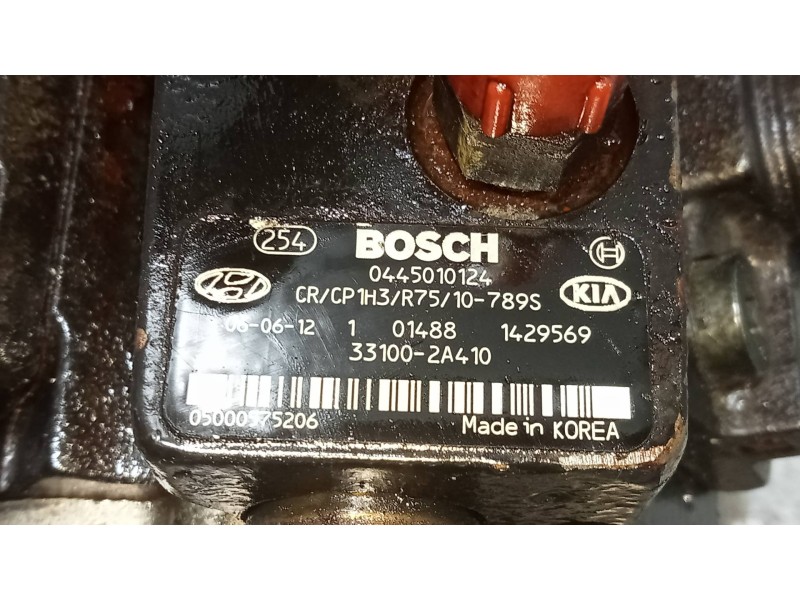 254 BOSCH
0445010124
CR/CP1H3/R75/10-789S KIA
06-06-12 1 01488 1429569
33100-2A410
05000575206 Made in KOREA